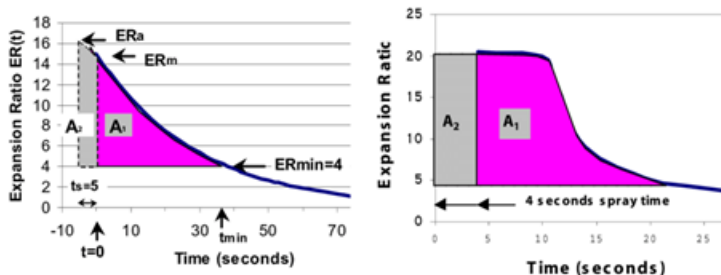 Expansion Ratio ER(t)
18
16
14
12
10
8
6
4
2
0
ERa
ERm
A₁
ERmin=4
ts=5
-10
10
30
50
70
tmin
t=0
Time (seconds)
Expansion Ratio
25
20
15
10
5
0
A₂
A₁
4 seconds spray time
0
5
10
15
20
25
Time (seconds)